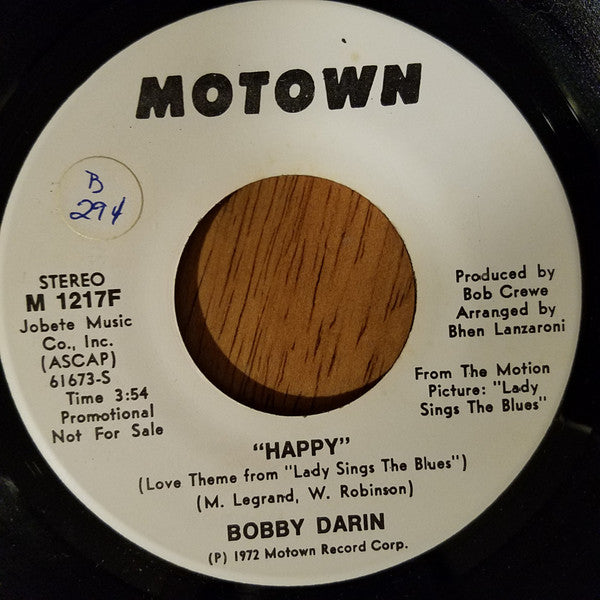 MOTOWN
B
294
STEREO
M 1217F
Jobete Music
Co., Inc.
(ASCAP)
61673-S
Time 3:54
Promotional
Not For Sale
Produced by
Bob Crewe
Arranged by
Bhen Lanzaroni
From The Motion
Picture: "Lady
Sings The Blues"
"HAPPY"
(Love Theme from "Lady Sings The Blues")
(M. Legrand, W. Robinson)
BOBBY DARIN
(P) 1972 Motown Record Corp.